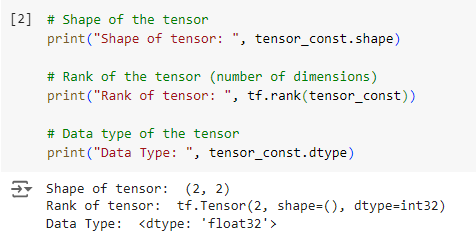 [2] # Shape of the tensor
print("Shape of tensor: ", tensor_const.shape)
# Rank of the tensor (number of dimensions)
print("Rank of tensor: ", tf.rank(tensor_const))
# Data type of the tensor
print("Data Type: ", tensor_const.dtype)
Shape of tensor:  (2, 2)
Rank of tensor:  tf.Tensor(2, shape=(), dtype=int32)
Data Type:  <dtype: 'float32'>